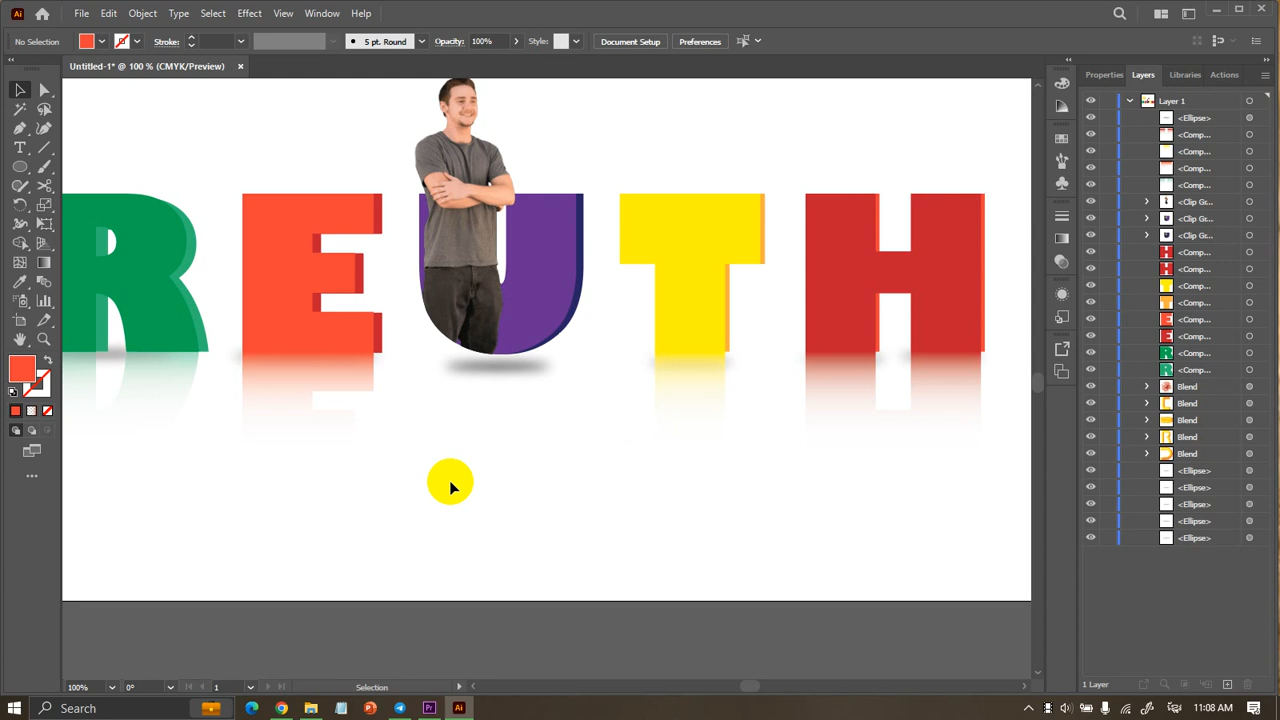 Ai File Edit Object Type Select Effect View Window Help
No Selection Stroke: 5 pt. Round Opacity: 100% Style: Document Setup Preferences
Untitled-1* @ 100 % (CMYK/Preview) ×
Properties Layers Libraries Actions
Layer 1
<Ellipse>
<Comp...
<Comp...
<Comp...
<Comp...
<Clip Gr...
<Clip Gr...
<Clip Gr...
<Comp...
<Comp...
<Comp...
<Comp...
<Comp...
<Comp...
<Comp...
<Comp...
Blend
Blend
Blend
Blend
Blend
<Ellipse>
<Ellipse>
<Ellipse>
<Ellipse>
<Ellipse>
REUTH
100% 0° 1 Selection
1 Layer
Search
Pr Ai
11:08 AM